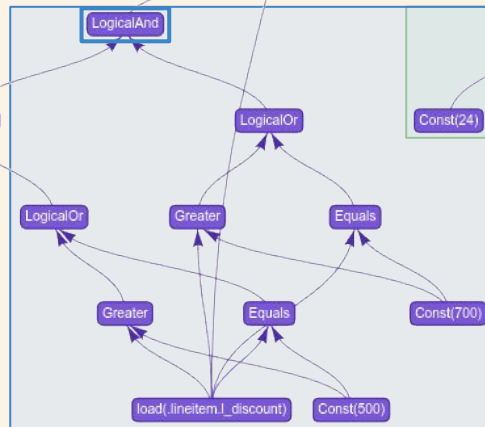 LogicalAnd
LogicalOr
Const(24)
LogicalOr
Greater
Equals
Greater
Equals
Const(700)
load(.lineitem.l_discount)
Const(500)